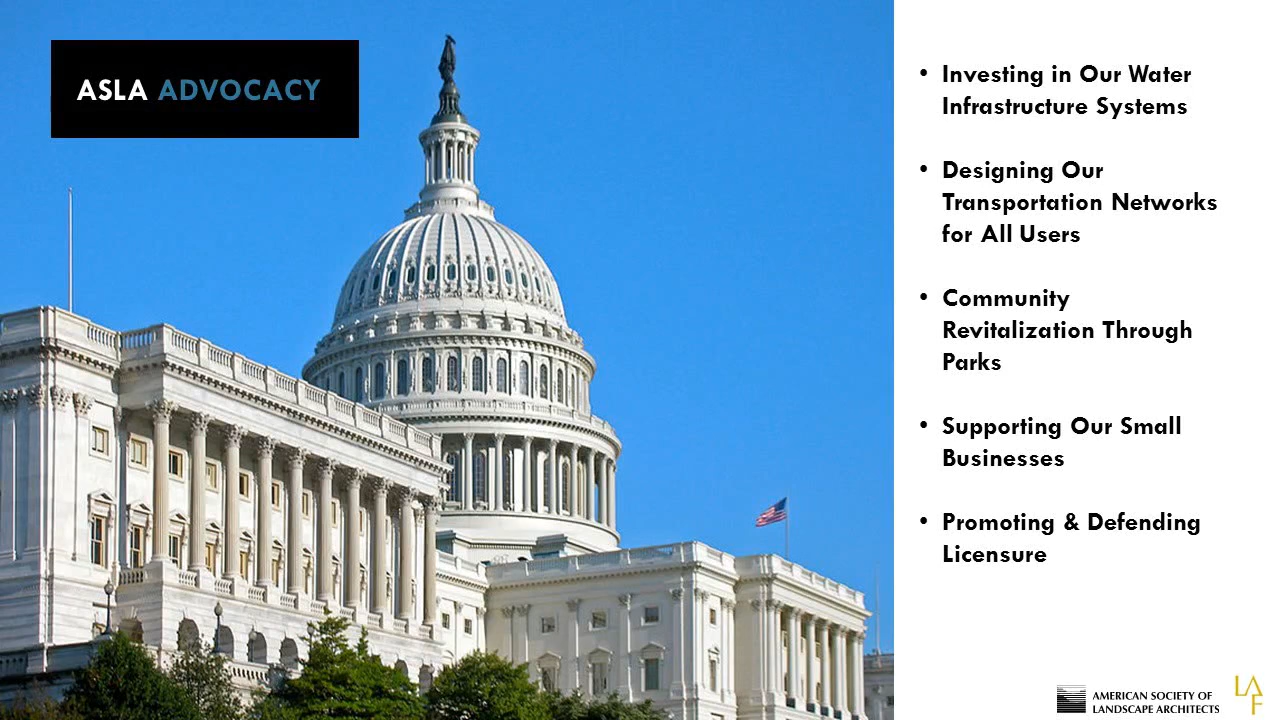 ASLA ADVOCACY
• Investing in Our Water
Infrastructure Systems
• Designing Our
Transportation Networks
for All Users
• Community
Revitalization Through
Parks
• Supporting Our Small
Businesses
• Promoting & Defending
Licensure
AMERICAN SOCIETY OF
LANDSCAPE ARCHITECTS
LA
F